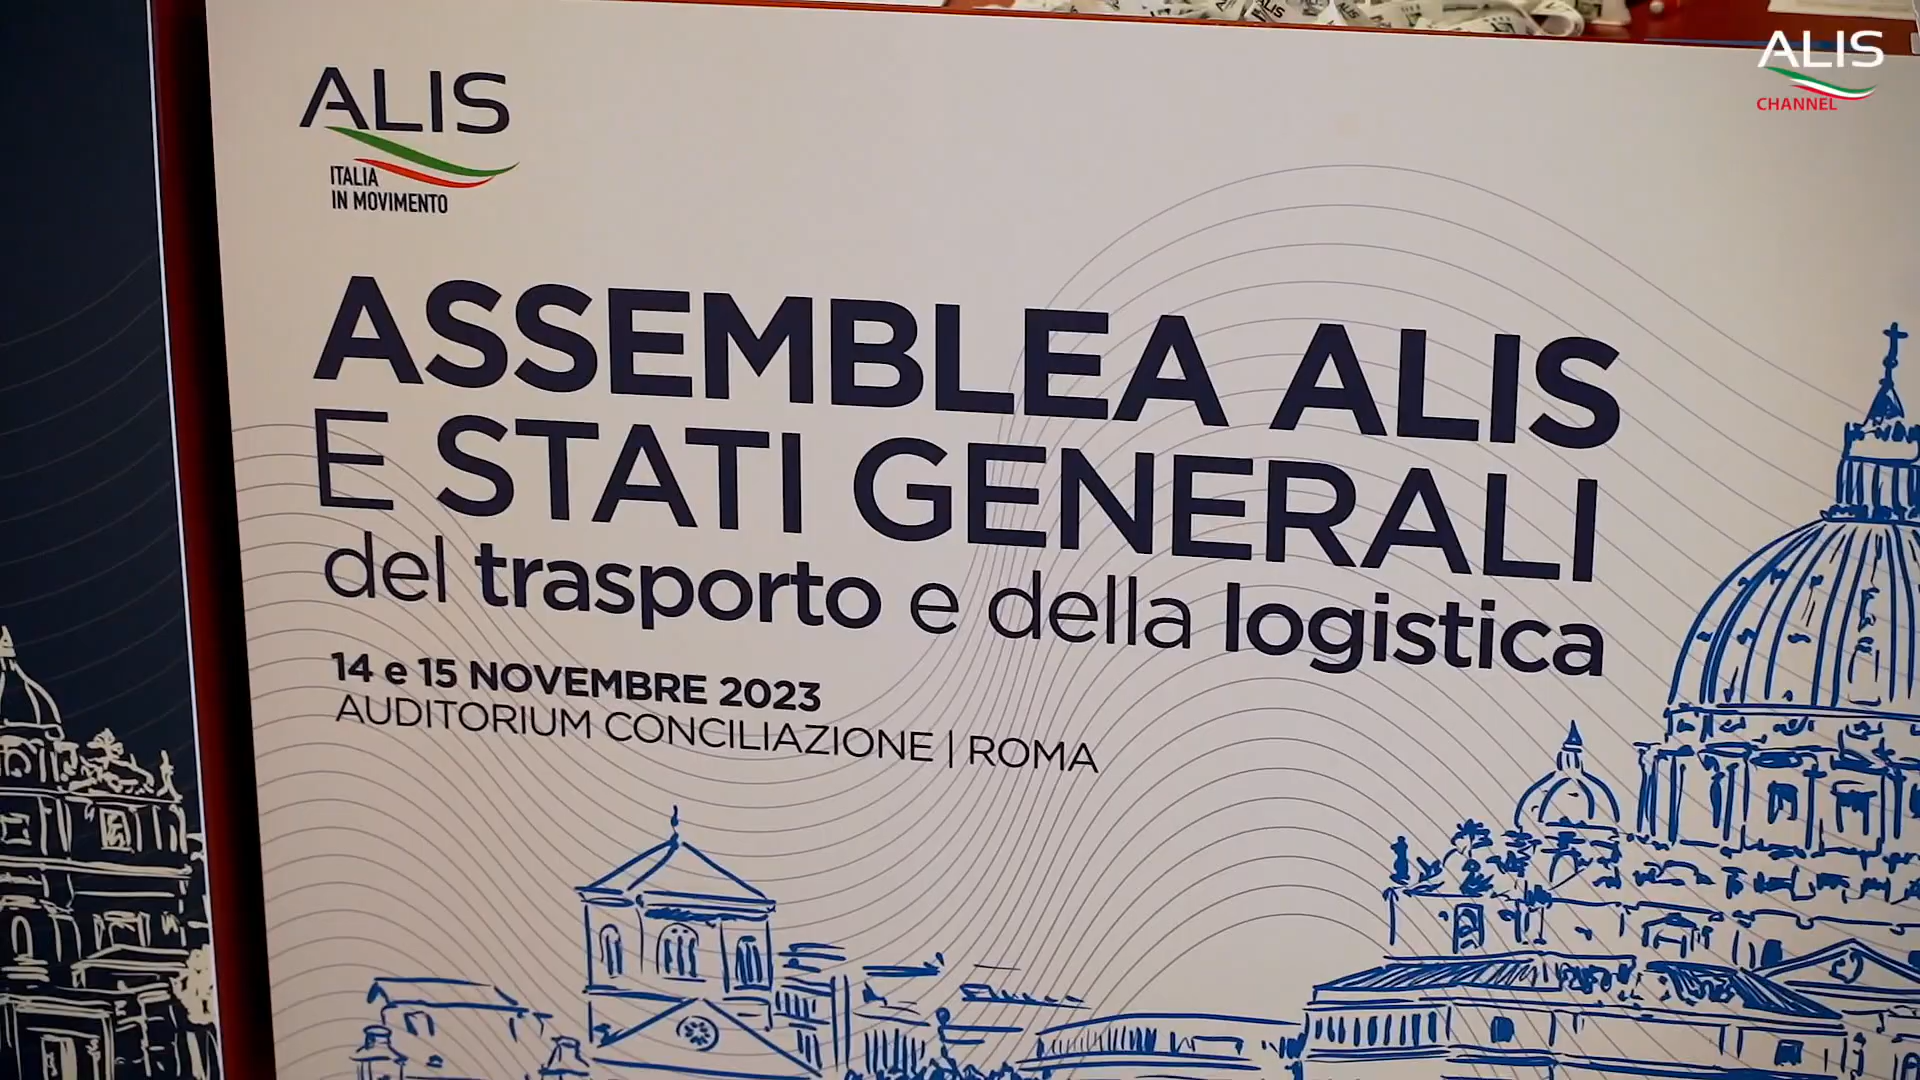 ALIS
CHANNEL
ALIS
ITALIA
IN MOVIMENTO
ASSEMBLEA ALIS
E STATI GENERALI
del trasporto e della logistica
14 e 15 NOVEMBRE 2023
AUDITORIUM CONCILIAZIONE | ROMA